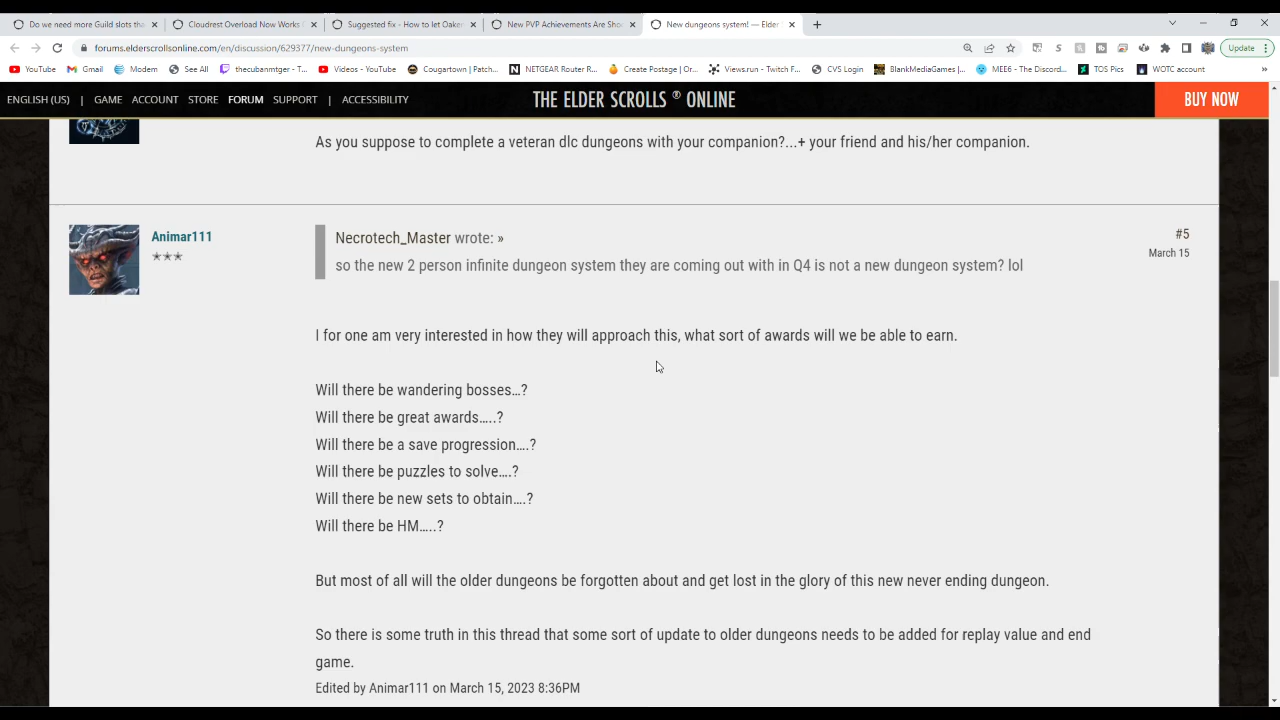 Do we need more Guild slots tha
Cloudrest Overload Now Works
Suggested fix - How to let Oaken
New PVP Achievements Are Sho
New dungeons system! — Elder
forums.elderscrollsonline.com/en/discussion/629377/new-dungeons-system
Update
YouTube
Gmail
Modem
See All
thecubanmtger - T...
Videos - YouTube
Cougartown | Patch...
NETGEAR Router R...
Create Postage | Or...
Views.run - Twitch F...
CVS Login
BlankMediaGames |...
MEE6 - The Discord...
TOS Pics
WOTC account
ENGLISH (US) | GAME ACCOUNT STORE FORUM SUPPORT | ACCESSIBILITY
THE ELDER SCROLLS ® ONLINE
BUY NOW
As you suppose to complete a veteran dlc dungeons with your companion?...+ your friend and his/her companion.
Animar111
Necrotech_Master wrote: »
#5
March 15
so the new 2 person infinite dungeon system they are coming out with in Q4 is not a new dungeon system? lol
I for one am very interested in how they will approach this, what sort of awards will we be able to earn.
Will there be wandering bosses…?
Will there be great awards…..?
Will there be a save progression….?
Will there be puzzles to solve….?
Will there be new sets to obtain….?
Will there be HM…..?
But most of all will the older dungeons be forgotten about and get lost in the glory of this new never ending dungeon.
So there is some truth in this thread that some sort of update to older dungeons needs to be added for replay value and end
game.
Edited by Animar111 on March 15, 2023 8:36PM